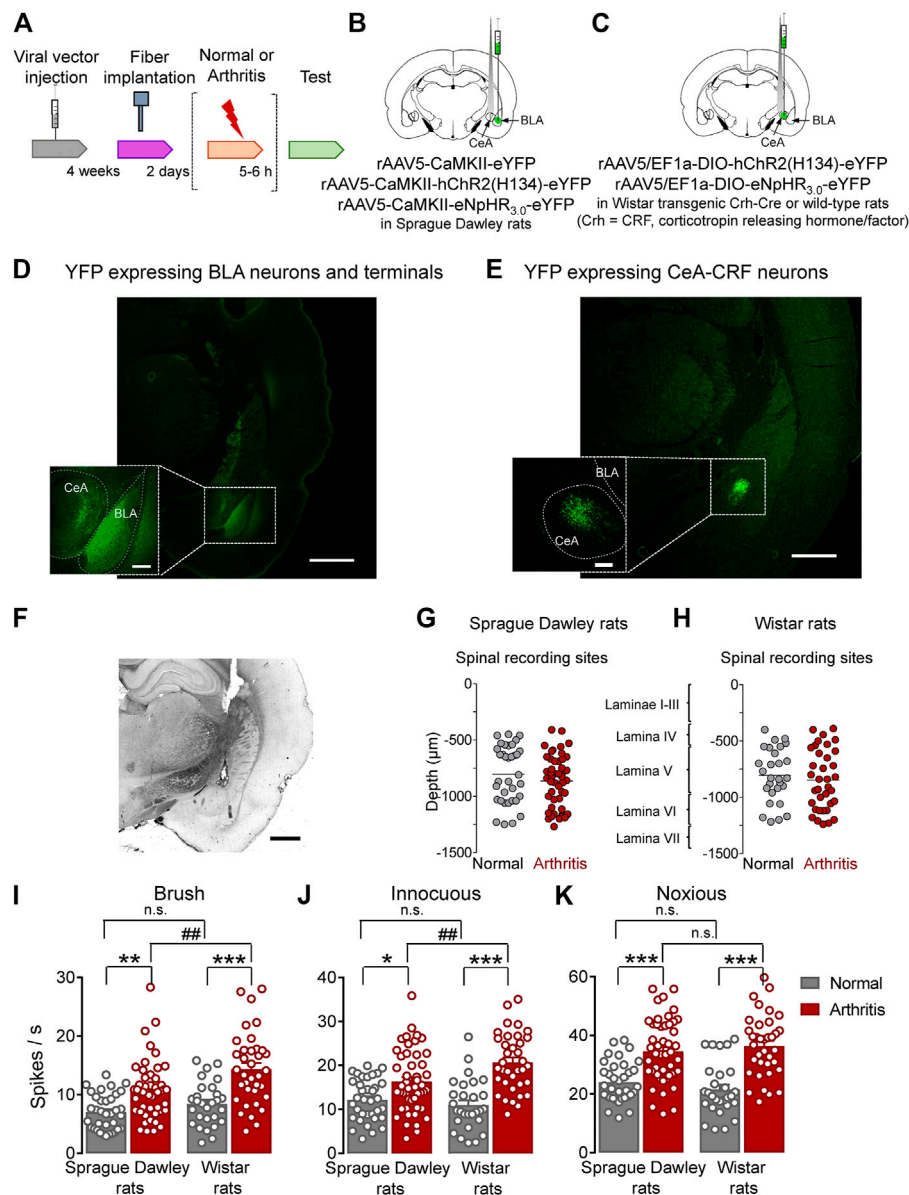 A
Viral vector
injection
Fiber
implantation
Normal or
Arthritis
Test
4 weeks
2 days
5-6 h
B
BLA
CeA
rAAV5-CaMKII-eYFP
rAAV5-CaMKII-hChR2(H134)-eYFP
rAAV5-CaMKII-eNpHR3.0-eYFP
in Sprague Dawley rats
C
BLA
CeA
rAAV5/EF1a-DIO-hChR2(H134)-eYFP
rAAV5/EF1a-DIO-eNpHR3.0-eYFP
in Wistar transgenic Crh-Cre or wild-type rats
(Crh = CRF, corticotropin releasing hormone/factor)
D
YFP expressing BLA neurons and terminals
CeA
BLA
E
YFP expressing CeA-CRF neurons
BLA
CeA
F
G
Sprague Dawley rats
Spinal recording sites
Depth (µm)
0
-500
-1000
-1500
Normal
Arthritis
Laminae I-III
Lamina IV
Lamina V
Lamina VI
Lamina VII
H
Wistar rats
Spinal recording sites
0
-500
-1000
-1500
Normal
Arthritis
I
Brush
n.s.
##
**
***
Spikes / s
30
20
10
0
Sprague Dawley
rats
Wistar
rats
J
Innocuous
n.s.
##
*
***
40
30
20
10
0
Sprague Dawley
rats
Wistar
rats
K
Noxious
n.s.
n.s.
***
***
60
40
20
0
Sprague Dawley
rats
Wistar
rats
Normal
Arthritis